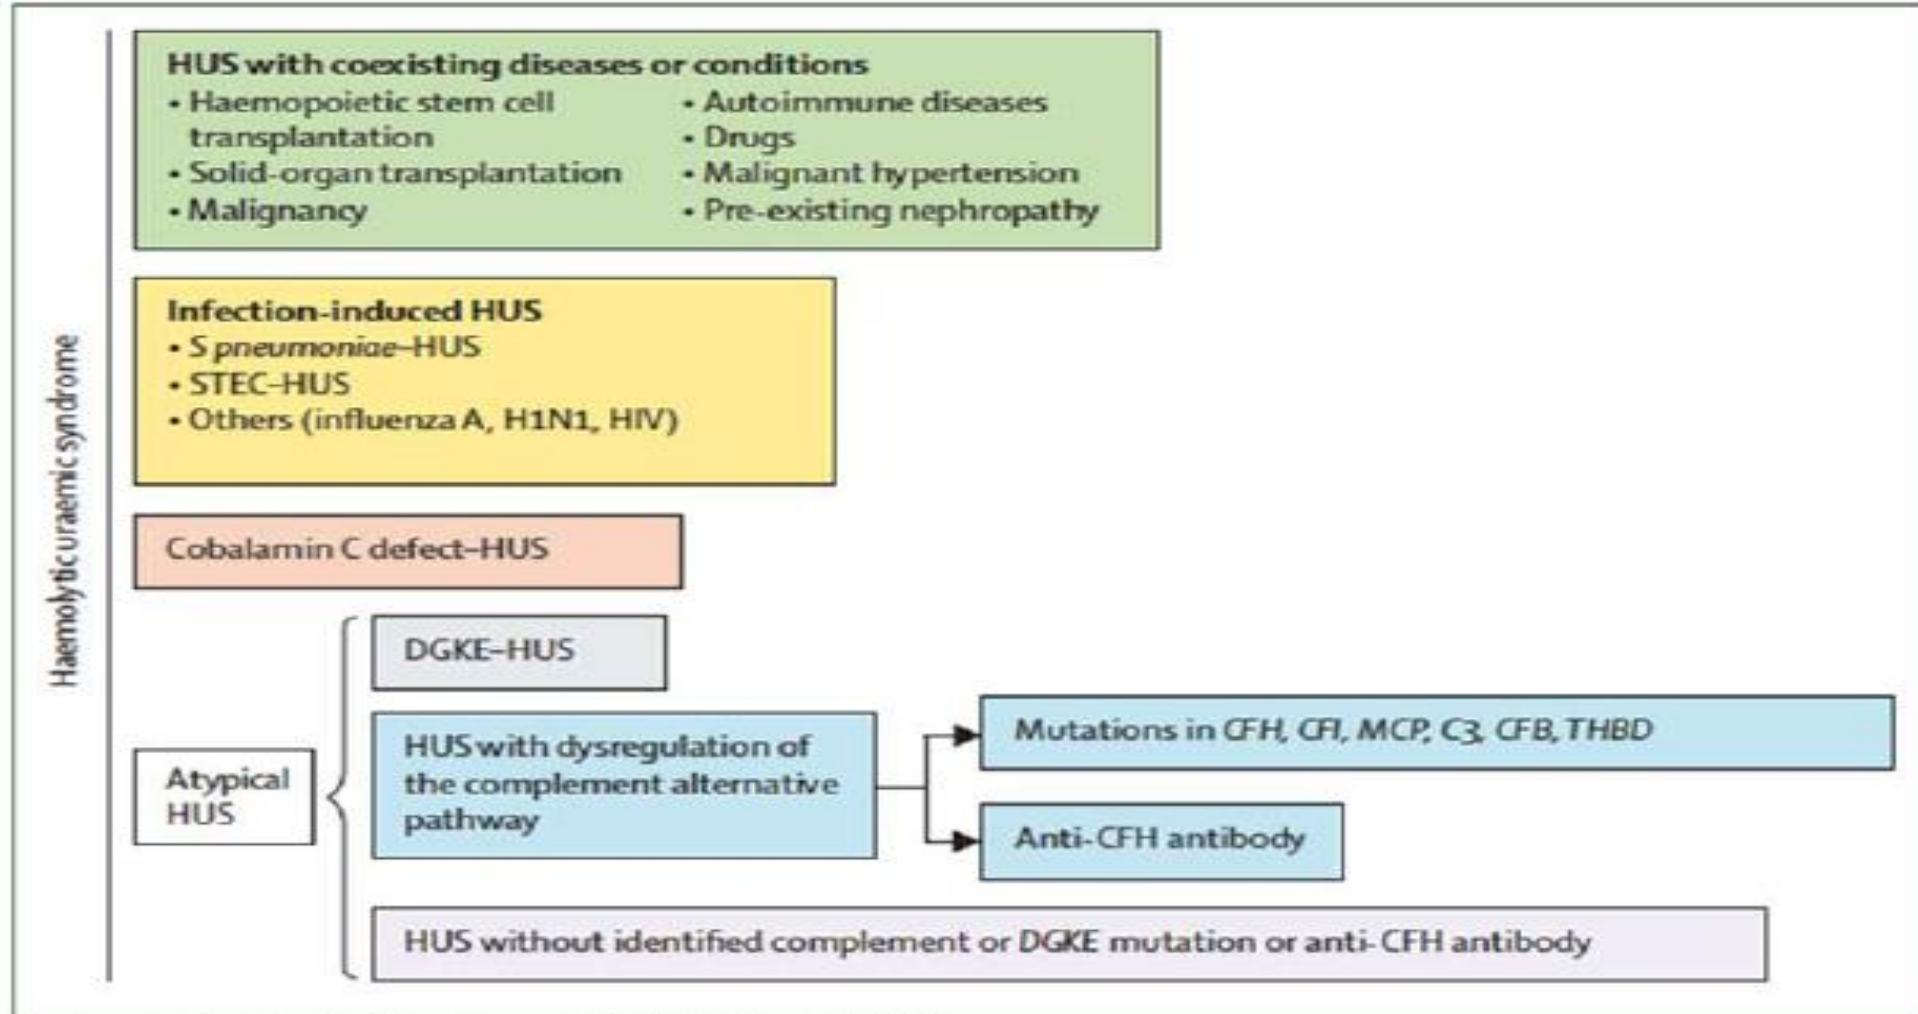 Haemolytic uraemic syndrome
HUS with coexisting diseases or conditions
• Haemopoietic stem cell
transplantation
• Solid-organ transplantation
• Malignancy
• Autoimmune diseases
• Drugs
• Malignant hypertension
• Pre-existing nephropathy
Infection-induced HUS
• S pneumoniae–HUS
• STEC–HUS
• Others (influenza A, H1N1, HIV)
Cobalamin C defect–HUS
Atypical
HUS
DGKE–HUS
HUS with dysregulation of
the complement alternative
pathway
Mutations in CFH, CFI, MCP, C3, CFB, THBD
Anti-CFH antibody
HUS without identified complement or DGKE mutation or anti-CFH antibody